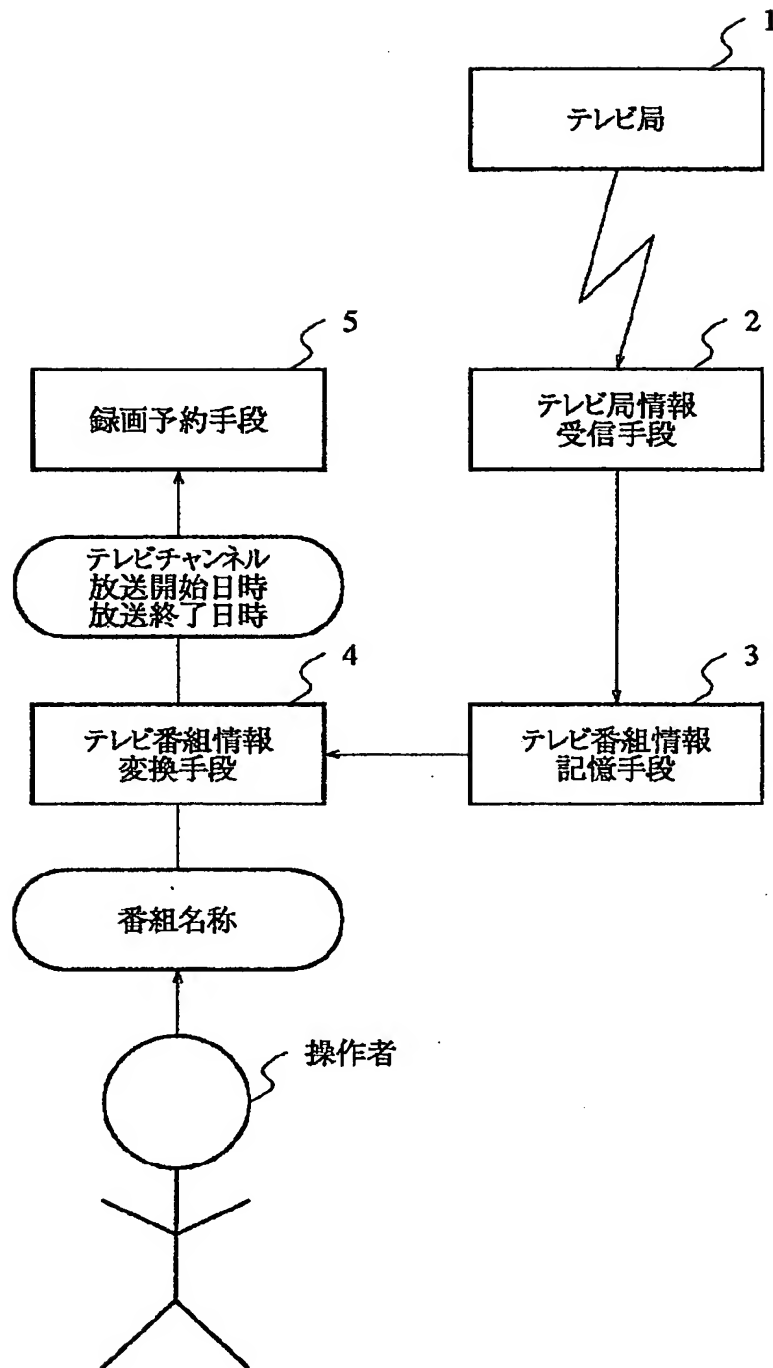 1
テレビ局
5
2
録画予約手段
テレビ局情報
受信手段
テレビチャンネル
放送開始日時
放送終了日時
4
3
テレビ番組情報
変換手段
テレビ番組情報
記憶手段
番組名称
操作者